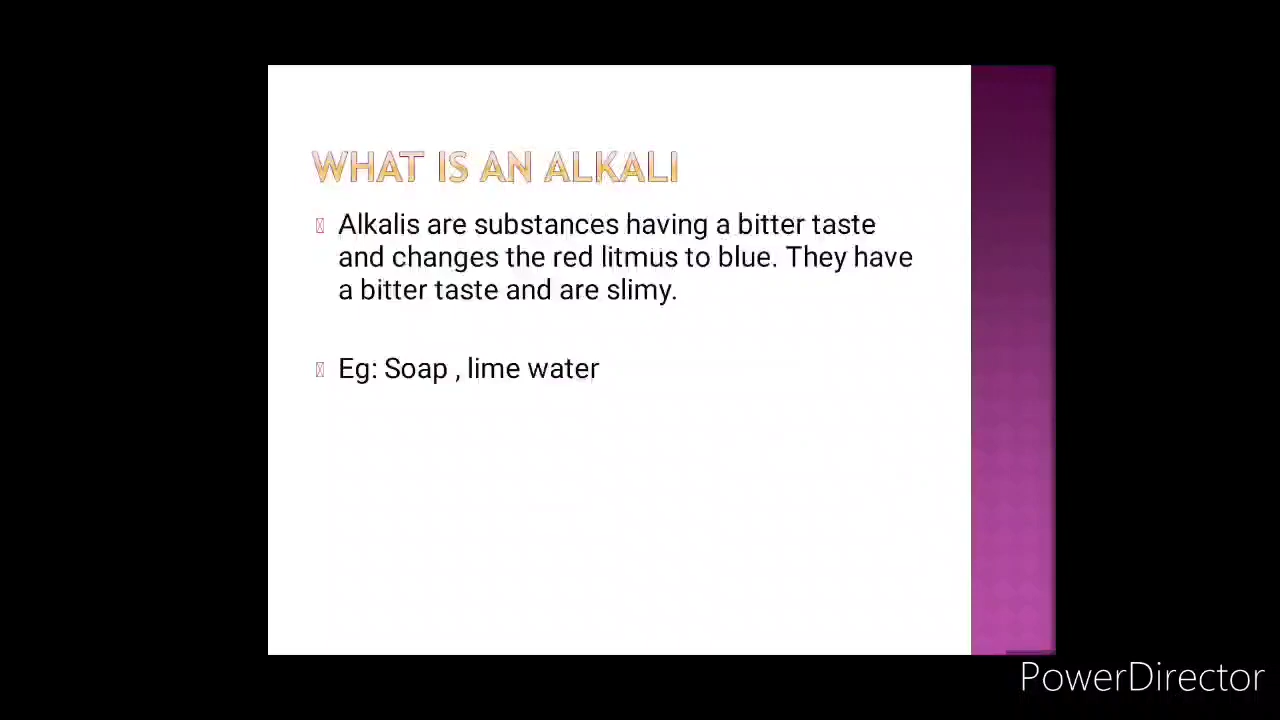 WHAT IS AN ALKALI
Alkalis are substances having a bitter taste
and changes the red litmus to blue. They have
a bitter taste and are slimy.
Eg: Soap , lime water
PowerDirector